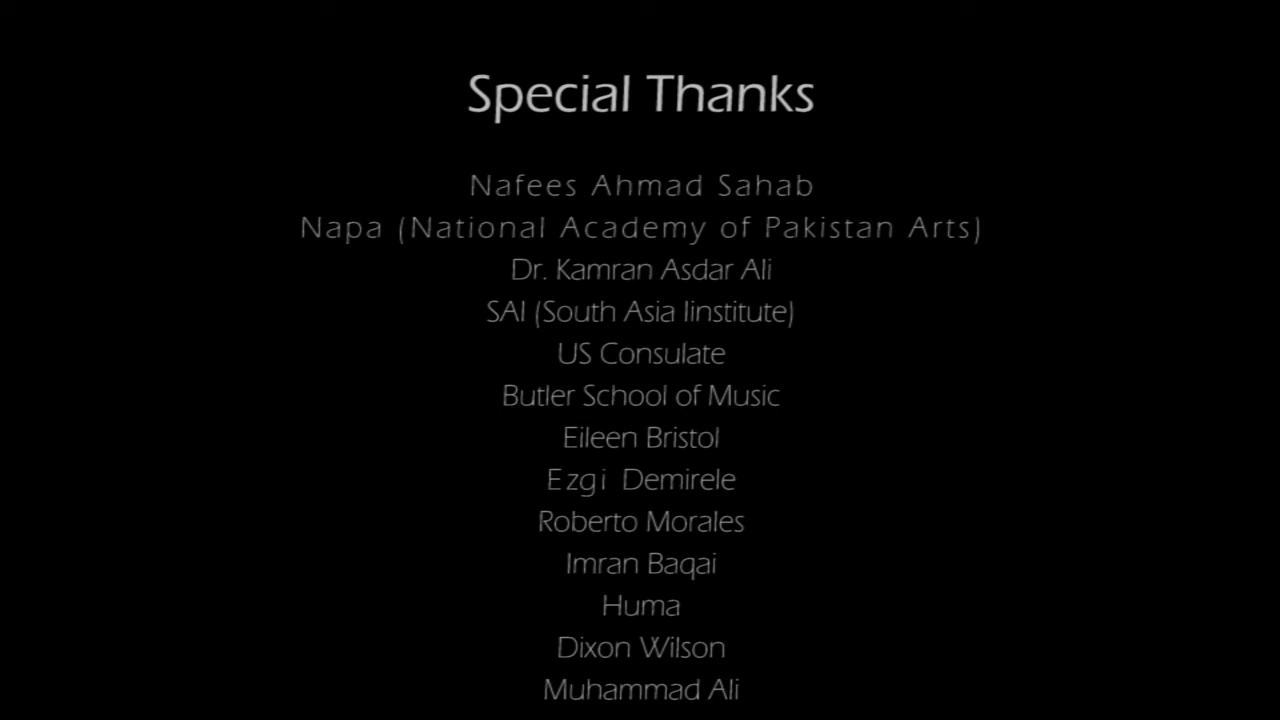 Special Thanks
Nafees Ahmad Sahab
Napa (National Academy of Pakistan Arts)
Dr. Kamran Asdar Ali
SAI (South Asia Iinstitute)
US Consulate
Butler School of Music
Eileen Bristol
Ezgi Demirele
Roberto Morales
Imran Baqai
Huma
Dixon Wilson
Muhammad Ali